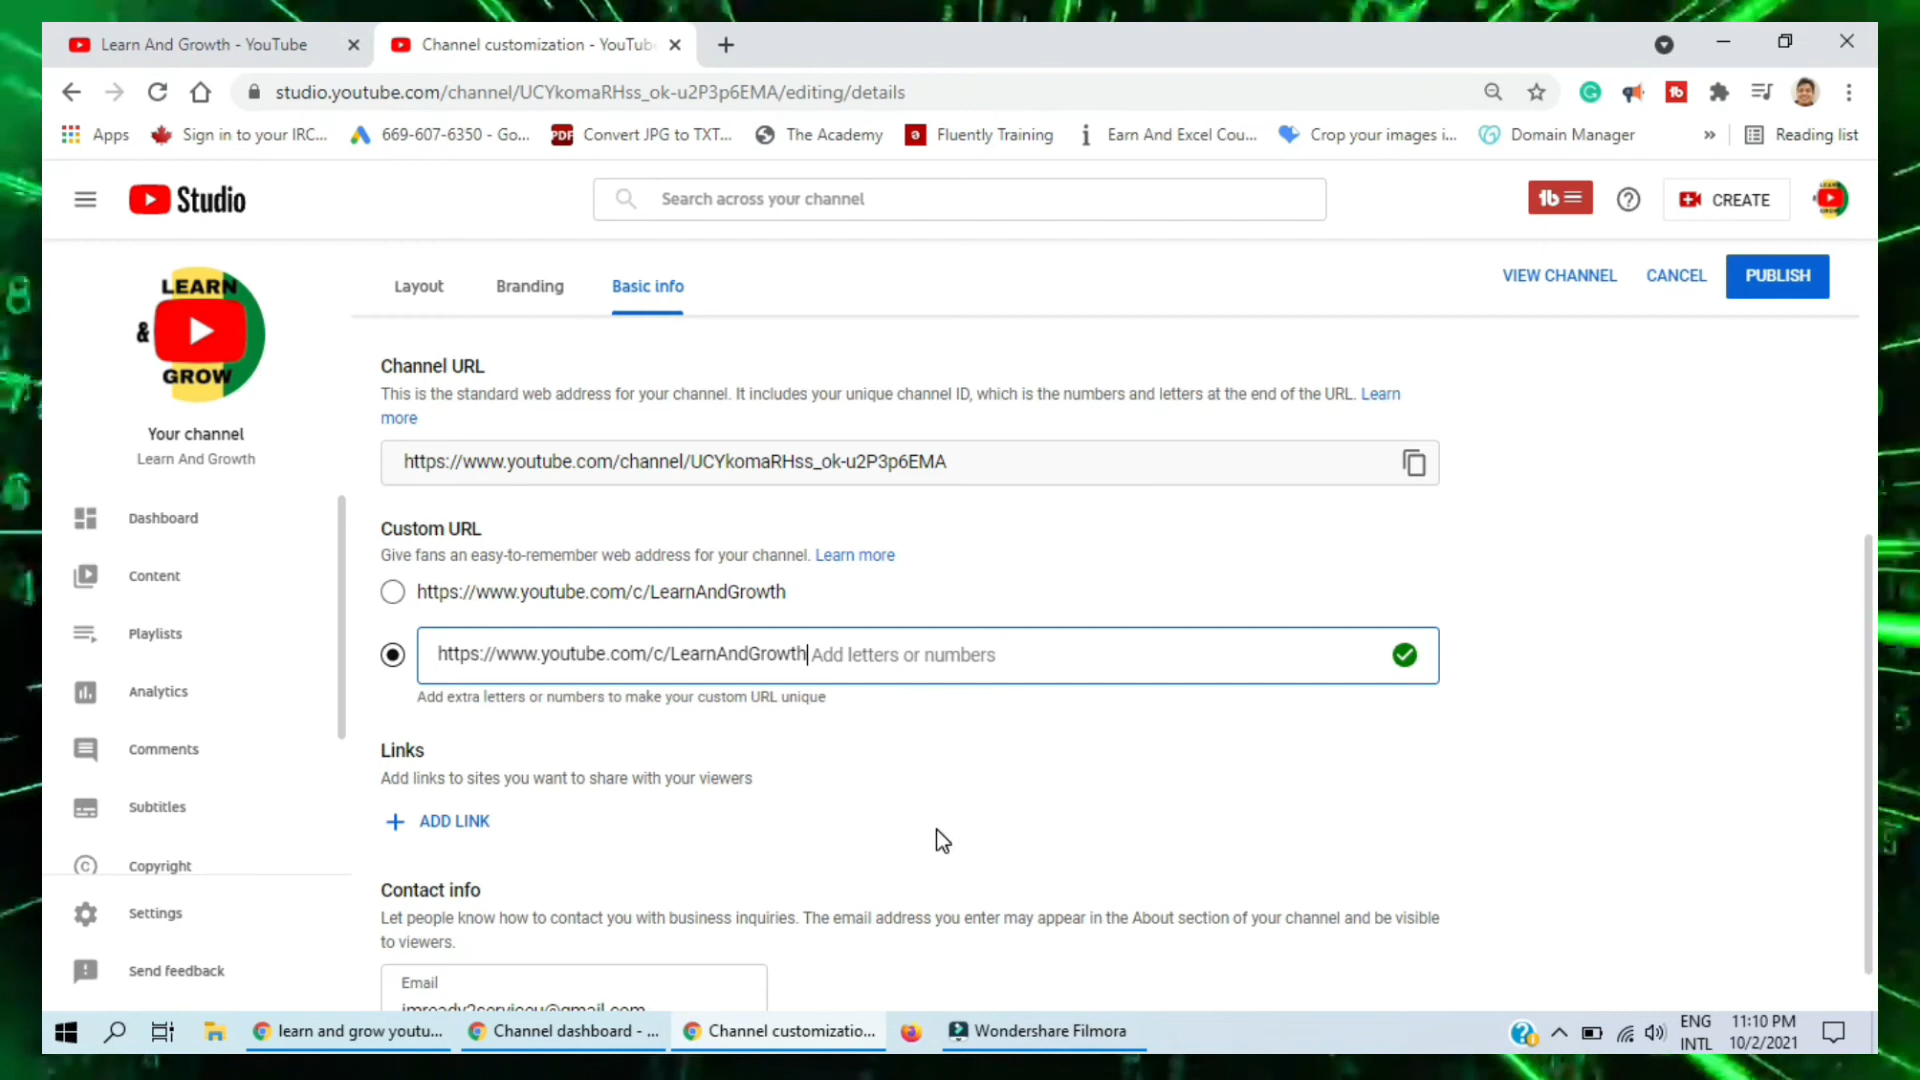 Learn And Growth - YouTube
Channel customization - YouTub
studio.youtube.com/channel/UCYkomaRHss_ok-u2P3p6EMA/editing/details
Apps
Sign in to your IRC...
669-607-6350 - Go...
PDF
Convert JPG to TXT...
The Academy
Fluently Training
Earn And Excel Cou...
Crop your images i...
Domain Manager
»
Reading list
Studio
Search across your channel
CREATE
LEARN
&
GROW
Your channel
Learn And Growth
Dashboard
Content
Playlists
Analytics
Comments
Subtitles
Copyright
Settings
Send feedback
Layout
Branding
Basic info
VIEW CHANNEL
CANCEL
PUBLISH
Channel URL
This is the standard web address for your channel. It includes your unique channel ID, which is the numbers and letters at the end of the URL. Learn
more
https://www.youtube.com/channel/UCYkomaRHss_ok-u2P3p6EMA
Custom URL
Give fans an easy-to-remember web address for your channel. Learn more
https://www.youtube.com/c/LearnAndGrowth
https://www.youtube.com/c/LearnAndGrowth Add letters or numbers
Add extra letters or numbers to make your custom URL unique
Links
Add links to sites you want to share with your viewers
+ ADD LINK
Contact info
Let people know how to contact you with business inquiries. The email address you enter may appear in the About section of your channel and be visible
to viewers.
Email
learn and grow youtu...
Channel dashboard - ...
Channel customizatio...
Wondershare Filmora
ENG
INTL
11:10 PM
10/2/2021